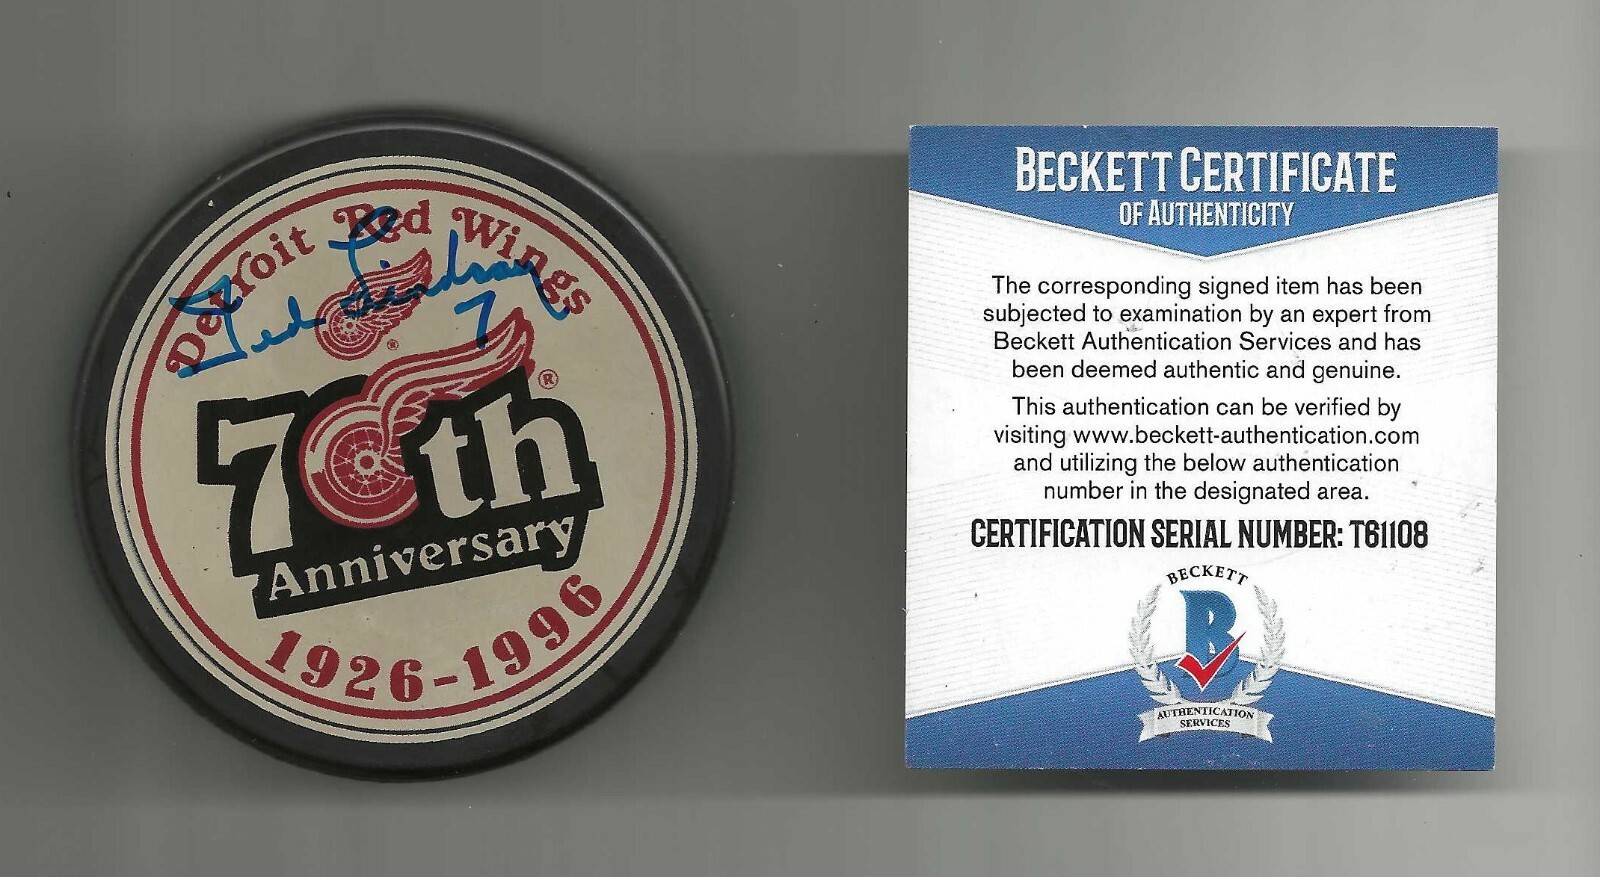 Detroit Red Wings
Ted Lindsay
7
®
®
70th
Anniversary
1926-1996
BECKETT CERTIFICATE
OF AUTHENTICITY
The corresponding signed item has been
subjected to examination by an expert from
Beckett Authentication Services and has
been deemed authentic and genuine.
This authentication can be verified by
visiting www.beckett-authentication.com
and utilizing the below authentication
number in the designated area.
CERTIFICATION SERIAL NUMBER: T61108
BECKETT
B
AUTHENTICATION
SERVICES